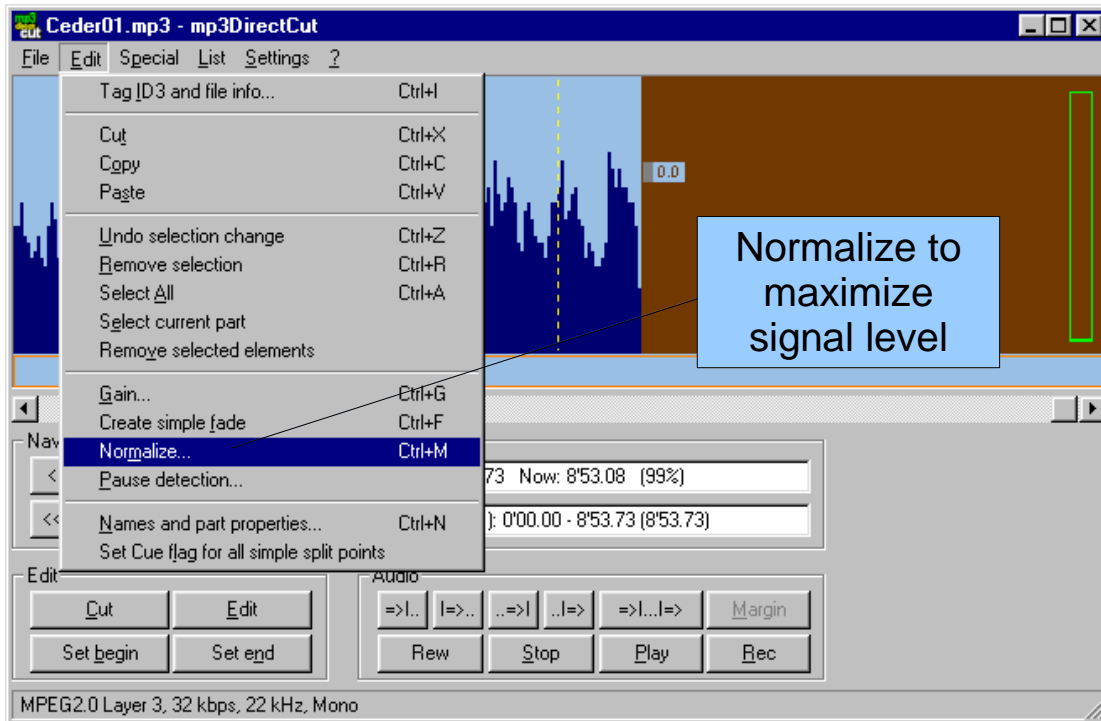 mp3 cut Ceder01.mp3 - mp3DirectCut
File Edit Special List Settings ?
Tag ID3 and file info... Ctrl+I
Cut Ctrl+X
Copy Ctrl+C
Paste Ctrl+V
Undo selection change Ctrl+Z
Remove selection Ctrl+R
Select All Ctrl+A
Select current part
Remove selected elements
Gain... Ctrl+G
Create simple fade Ctrl+F
Normalize... Ctrl+M
Pause detection...
Names and part properties... Ctrl+N
Set Cue flag for all simple split points
0.0
Normalize to
maximize
signal level
Nav
<
73 Now: 8'53.08 (99%)
<<
): 0'00.00 - 8'53.73 (8'53.73)
Edit
Cut Edit
Set begin Set end
Audio
=>I.. I=>.. ..=>I ..I=> =>I...I=> Margin
Rew Stop Play Rec
MPEG2.0 Layer 3, 32 kbps, 22 kHz, Mono